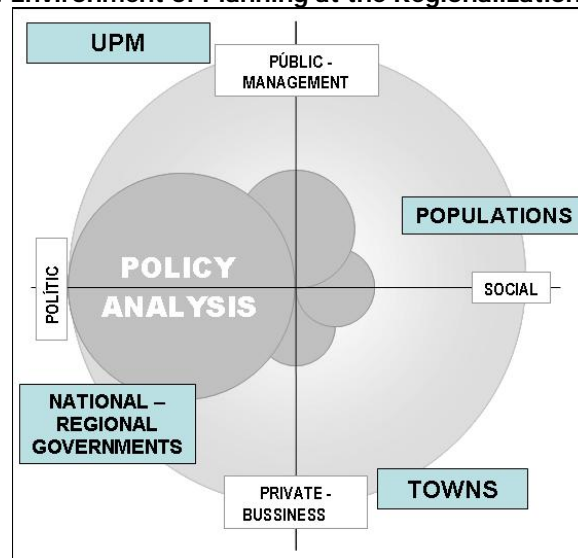 Environment of Planning at the Regionalization
UPM
PÚBLIC -
MANAGEMENT
POPULATIONS
POLICY
ANALYSIS
POLÍTIC
SOCIAL
NATIONAL –
REGIONAL
GOVERNMENTS
PRIVATE -
BUSSINESS
TOWNS